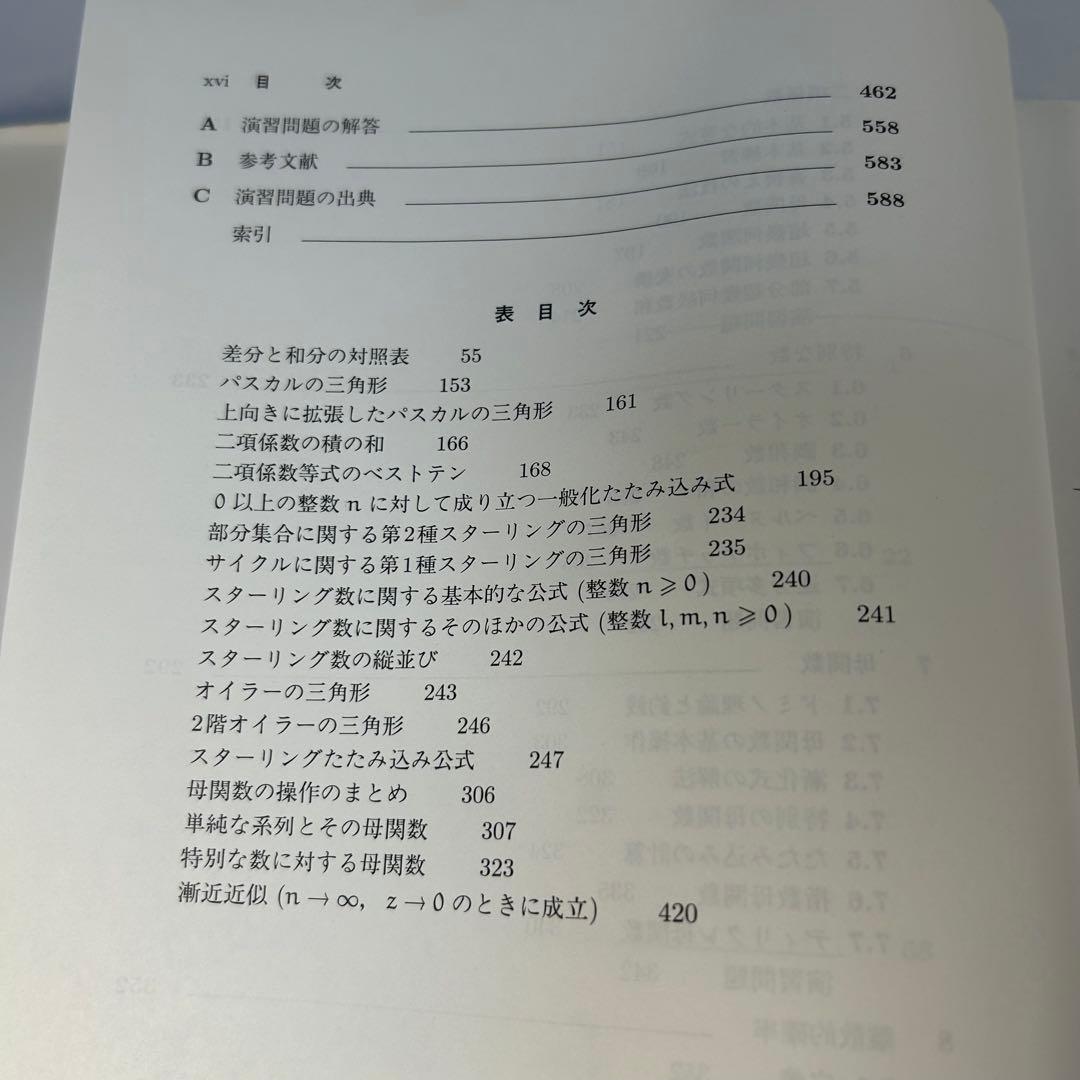 xvi 目 次
A 演習問題の解答 462
B 参考文献 558
C 演習問題の出典 583
索引 588
表 目 次
差分と和分の対照表 55
パスカルの三角形 153
上向きに拡張したパスカルの三角形 161
二項係数の積の和 166
二項係数等式のベストテン 168
0以上の整数 n に対して成り立つ一般化たたみ込み式 195
部分集合に関する第2種スターリングの三角形 234
サイクルに関する第1種スターリングの三角形 235
スターリング数に関する基本的な公式 (整数 n ⩾ 0) 240
スターリング数に関するそのほかの公式 (整数 l, m, n ⩾ 0) 241
スターリング数の縦並び 242
オイラーの三角形 243
2階オイラーの三角形 246
スターリングたたみ込み公式 247
母関数の操作のまとめ 306
単純な系列とその母関数 307
特別な数に対する母関数 323
漸近近似 (n → ∞, z → 0 のときに成立) 420